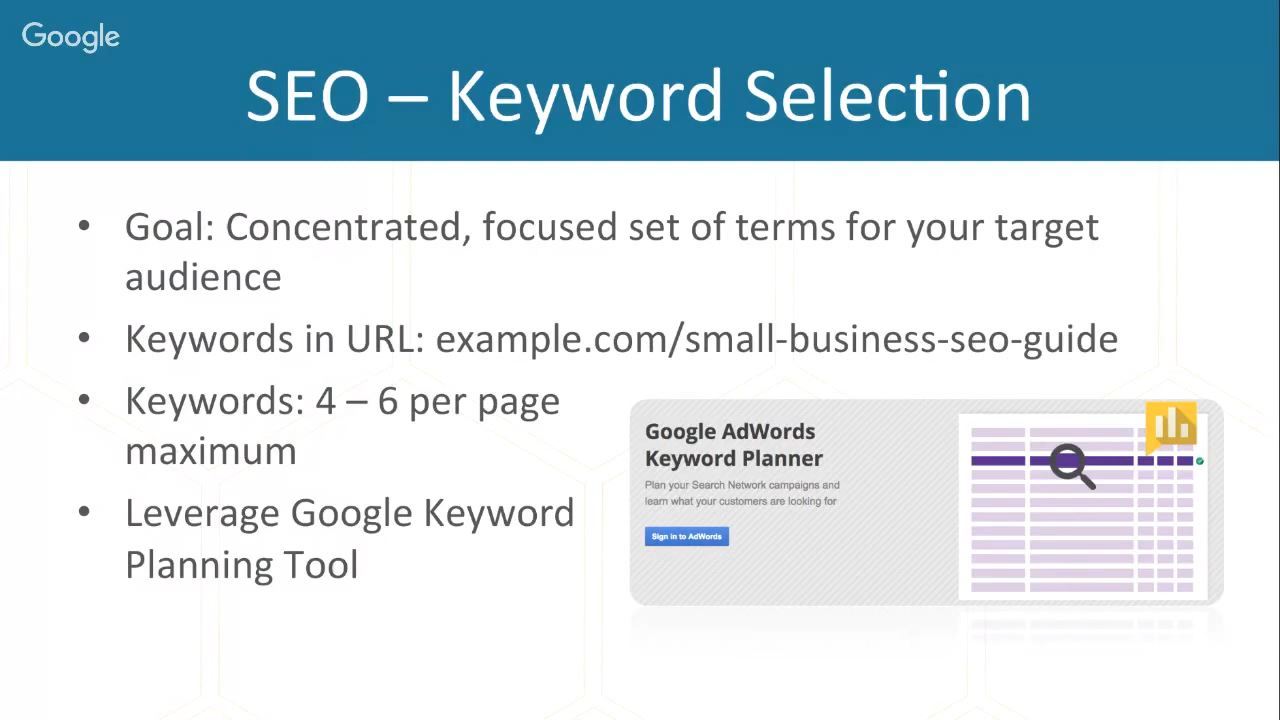 Google
SEO – Keyword Selection
• Goal: Concentrated, focused set of terms for your target
audience
• Keywords in URL: example.com/small-business-seo-guide
• Keywords: 4 – 6 per page
maximum
• Leverage Google Keyword
Planning Tool
Google AdWords
Keyword Planner
Plan your Search Network campaigns and
learn what your customers are looking for
Sign in to AdWords